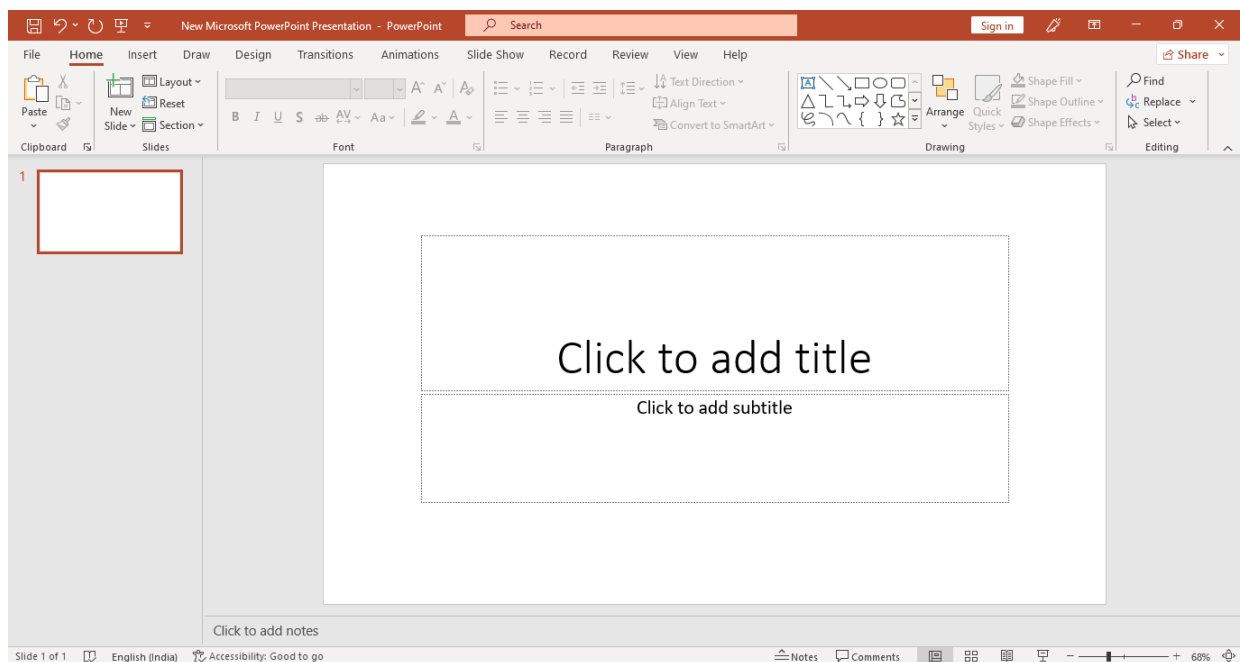 New Microsoft PowerPoint Presentation - PowerPoint Search Sign in
File Home Insert Draw Design Transitions Animations Slide Show Record Review View Help Share
Paste
New Slide
Layout
Reset
Section
B I U S ab AV Aa A
A A A
Text Direction
Align Text
Convert to SmartArt
Arrange
Quick Styles
Shape Fill
Shape Outline
Shape Effects
Find
Replace
Select
Clipboard Slides Font Paragraph Drawing Editing
1
Click to add title
Click to add subtitle
Click to add notes
Slide 1 of 1 English (India) Accessibility: Good to go Notes Comments 68%